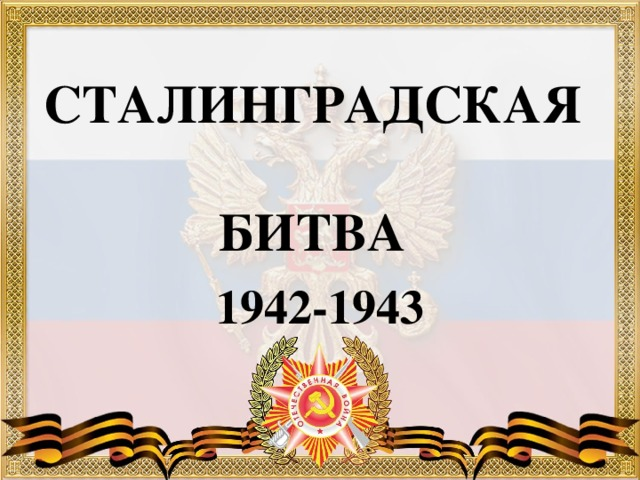 СТАЛИНГРАДСКАЯ
БИТВА
1942-1943
ОТЕЧЕСТВЕННАЯ ВОЙНА